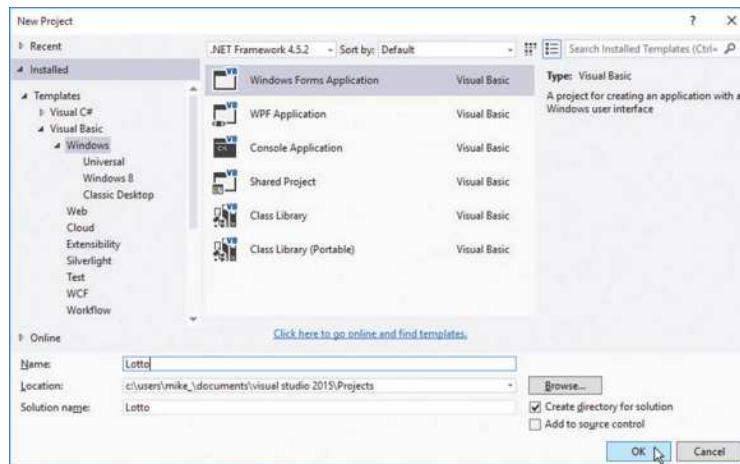 New Project
? X
Recent
.NET Framework 4.5.2 Sort by: Default
Search Installed Templates (Ctrl+
Installed
Templates
Visual C#
Visual Basic
Windows
Universal
Windows 8
Classic Desktop
Web
Cloud
Extensibility
Silverlight
Test
WCF
Workflow
Online
Windows Forms Application Visual Basic
WPF Application Visual Basic
Console Application Visual Basic
Shared Project Visual Basic
Class Library Visual Basic
Class Library (Portable) Visual Basic
Click here to go online and find templates.
Type: Visual Basic
A project for creating an application with a
Windows user interface
Name: Lotto
Location: c:\users\mike_\documents\visual studio 2015\Projects
Browse...
Solution name: Lotto
Create directory for solution
Add to source control
OK Cancel